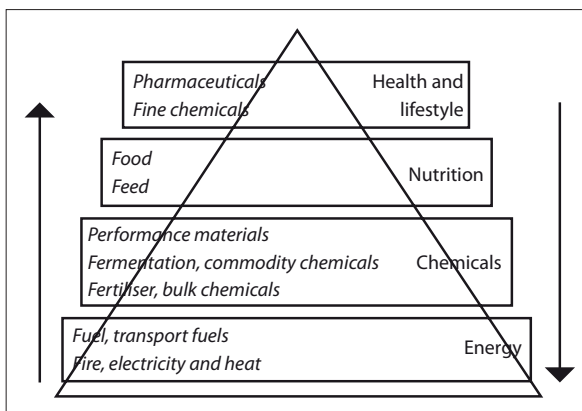 Pharmaceuticals
Fine chemicals
Health and
lifestyle
Food
Feed
Nutrition
Performance materials
Fermentation, commodity chemicals
Fertiliser, bulk chemicals
Chemicals
Fuel, transport fuels
Fire, electricity and heat
Energy